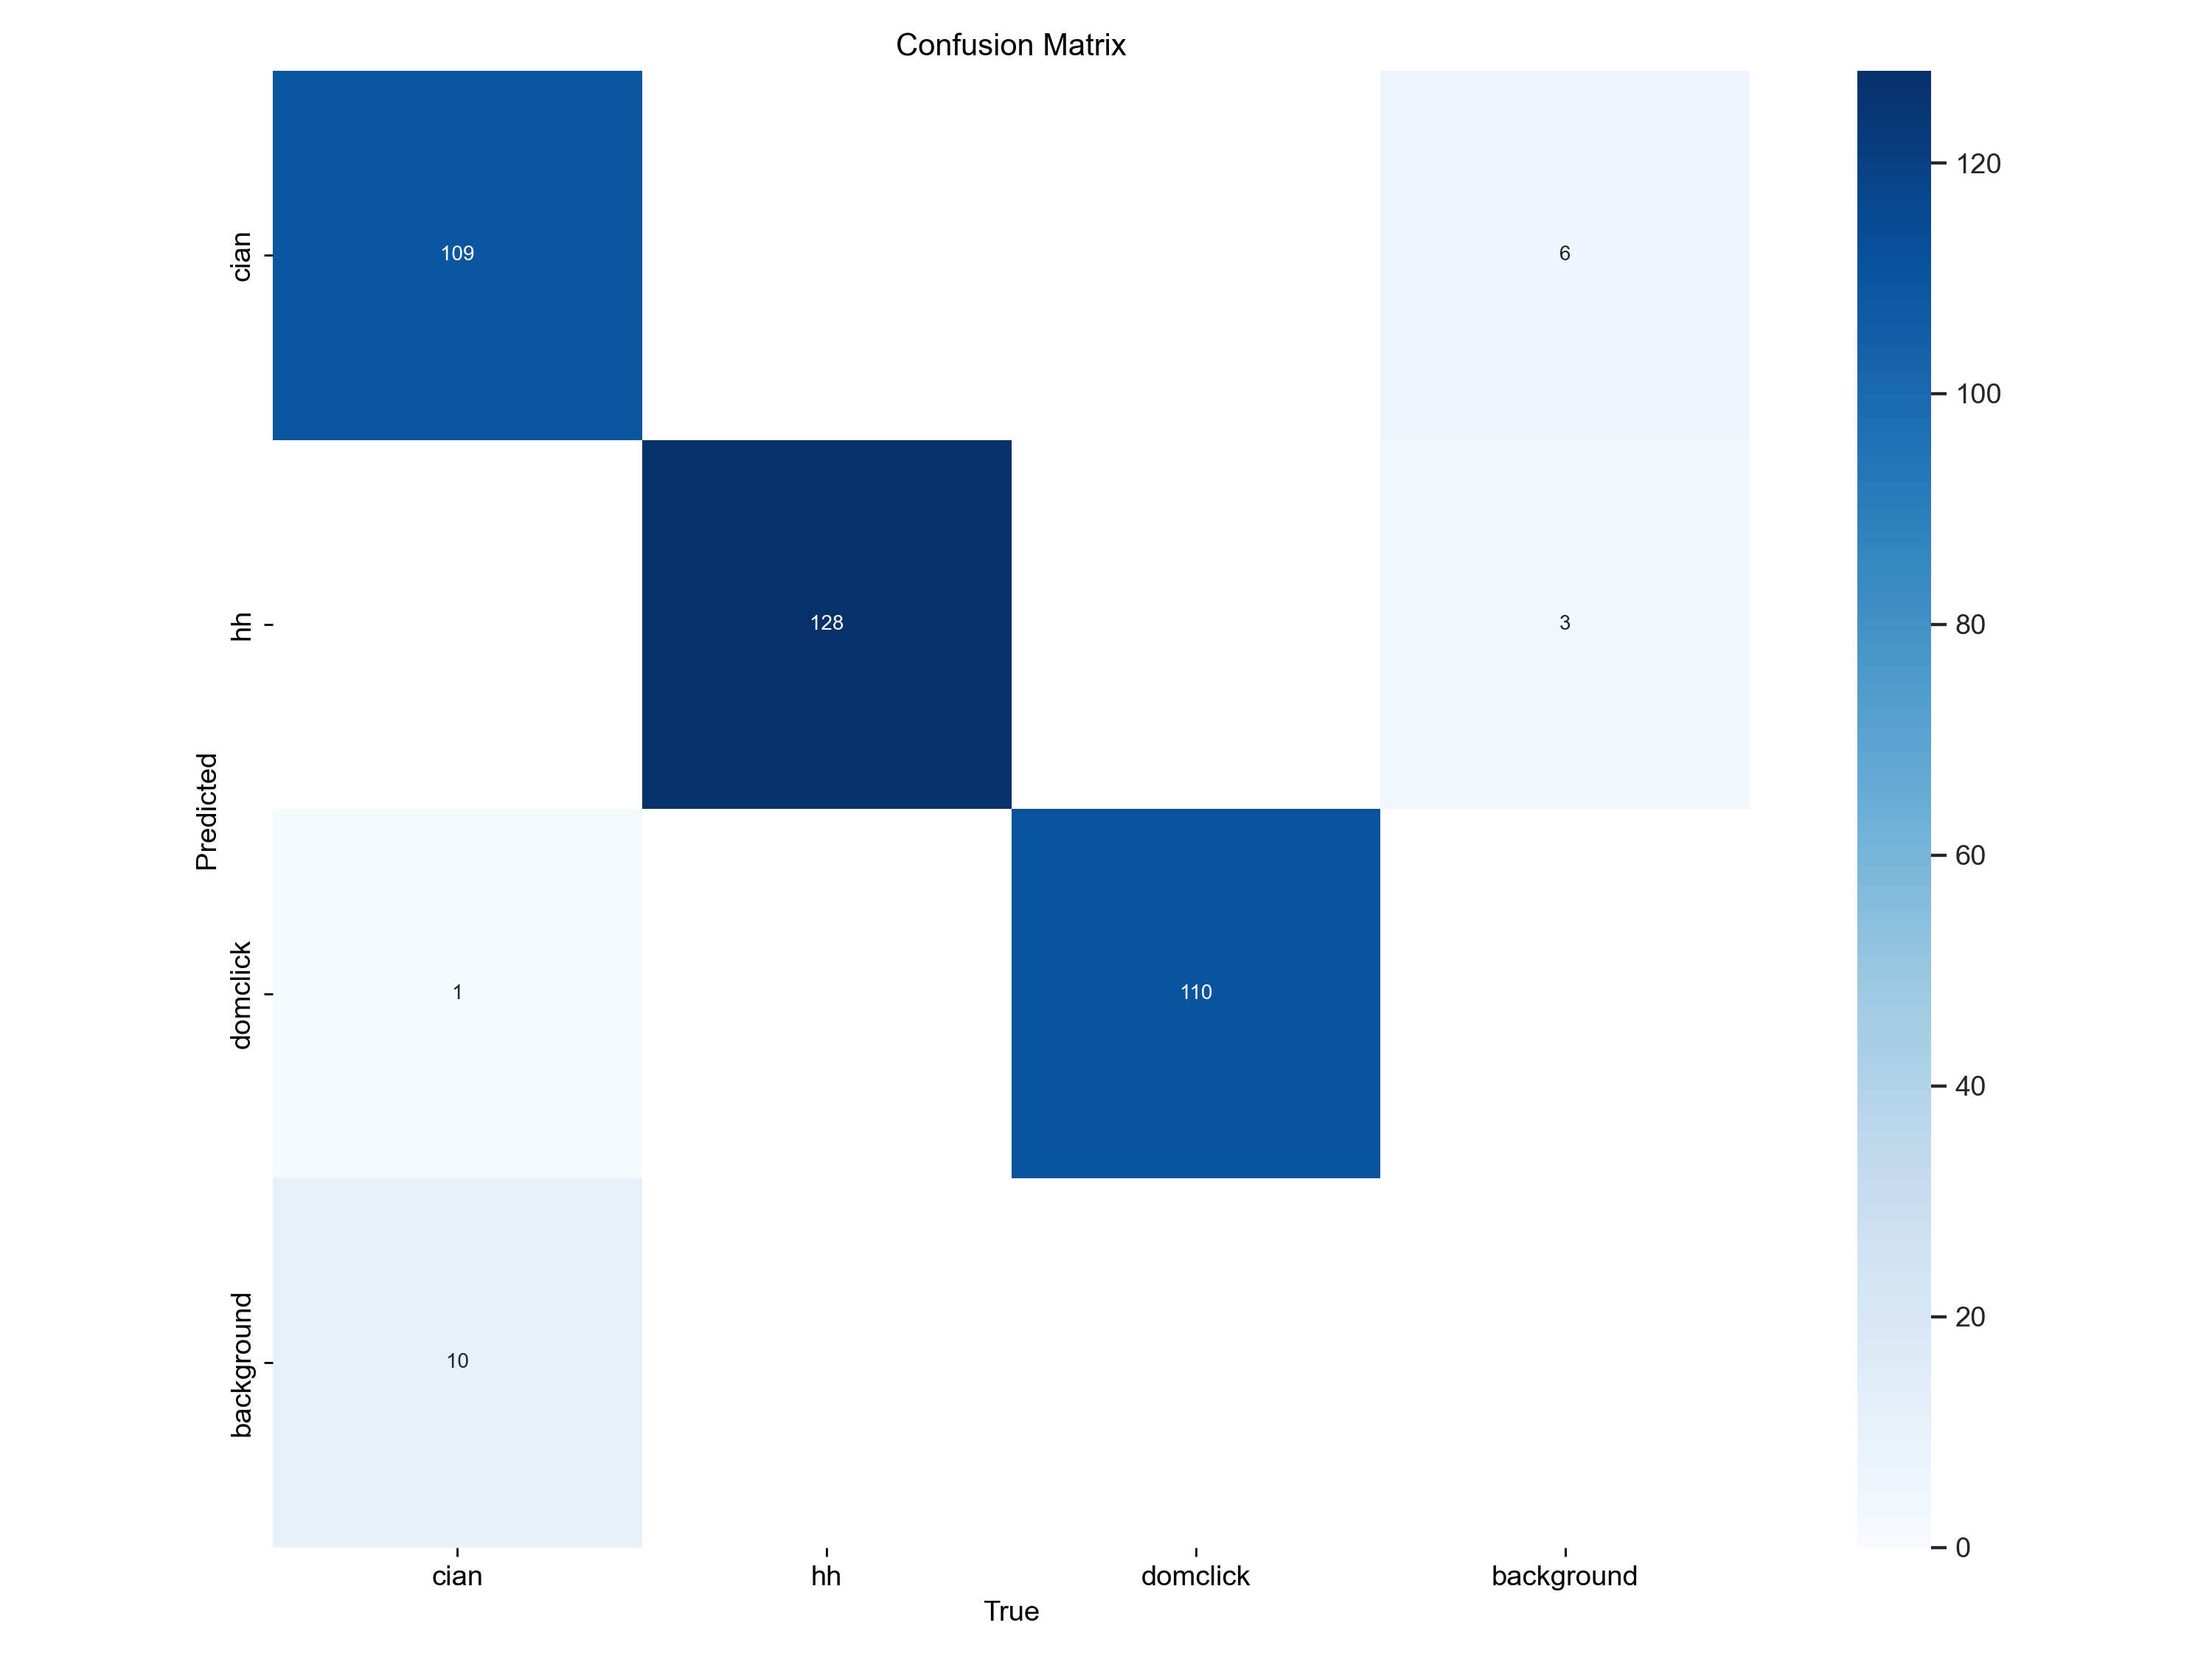 Confusion Matrix
cian
109
6
120
100
hh
128
3
80
Predicted
60
domclick
1
110
40
background
10
20
0
cian
hh
domclick
background
True